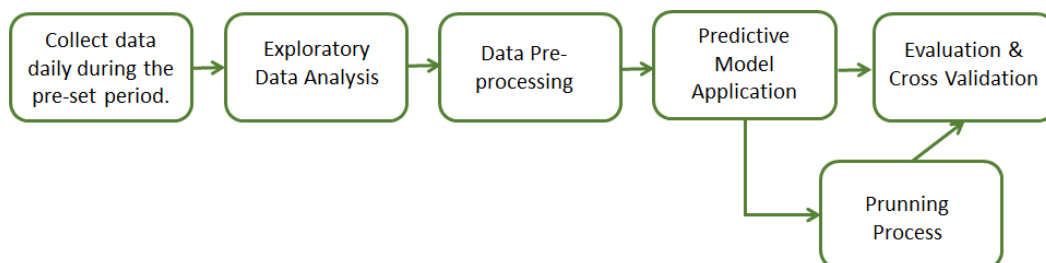 Collect data
daily during the
pre-set period.
Exploratory
Data Analysis
Data Pre-
processing
Predictive
Model
Application
Evaluation &
Cross Validation
Prunning
Process